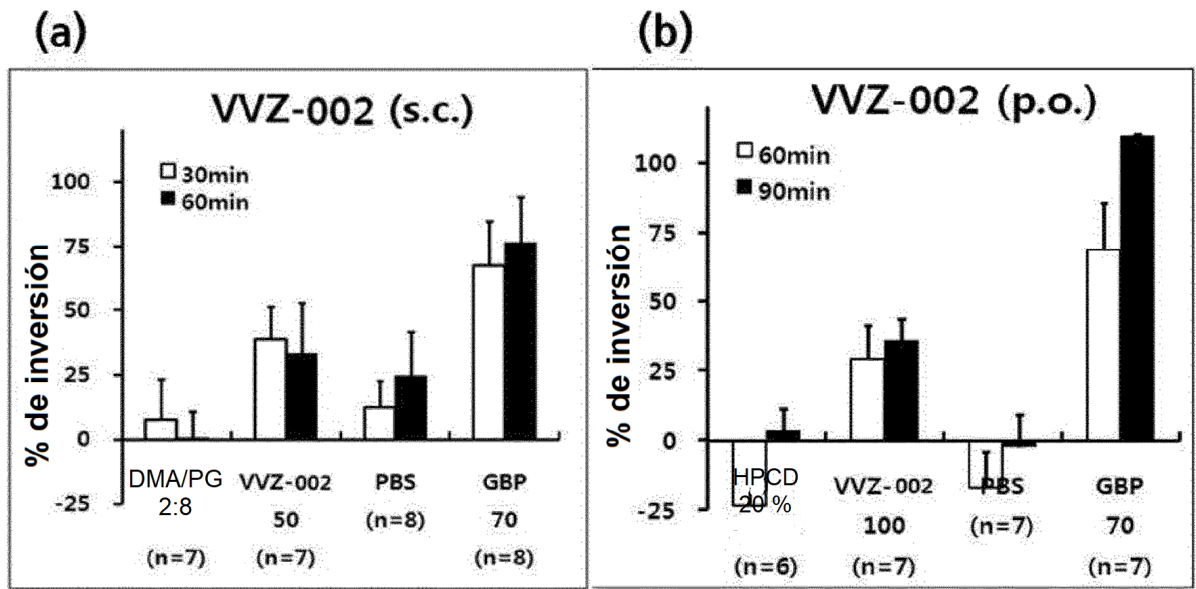 (a)
VVZ-002 (s.c.)
30min
60min
% de inversión
100
75
50
25
0
-25
DMA/PG
2:8
(n=7)
VVZ-002
50
(n=7)
PBS
(n=8)
GBP
70
(n=8)
(b)
VVZ-002 (p.o.)
60min
90min
% de inversión
100
75
50
25
0
-25
HPCD
20 %
(n=6)
VVZ-002
100
(n=7)
PBS
(n=7)
GBP
70
(n=7)